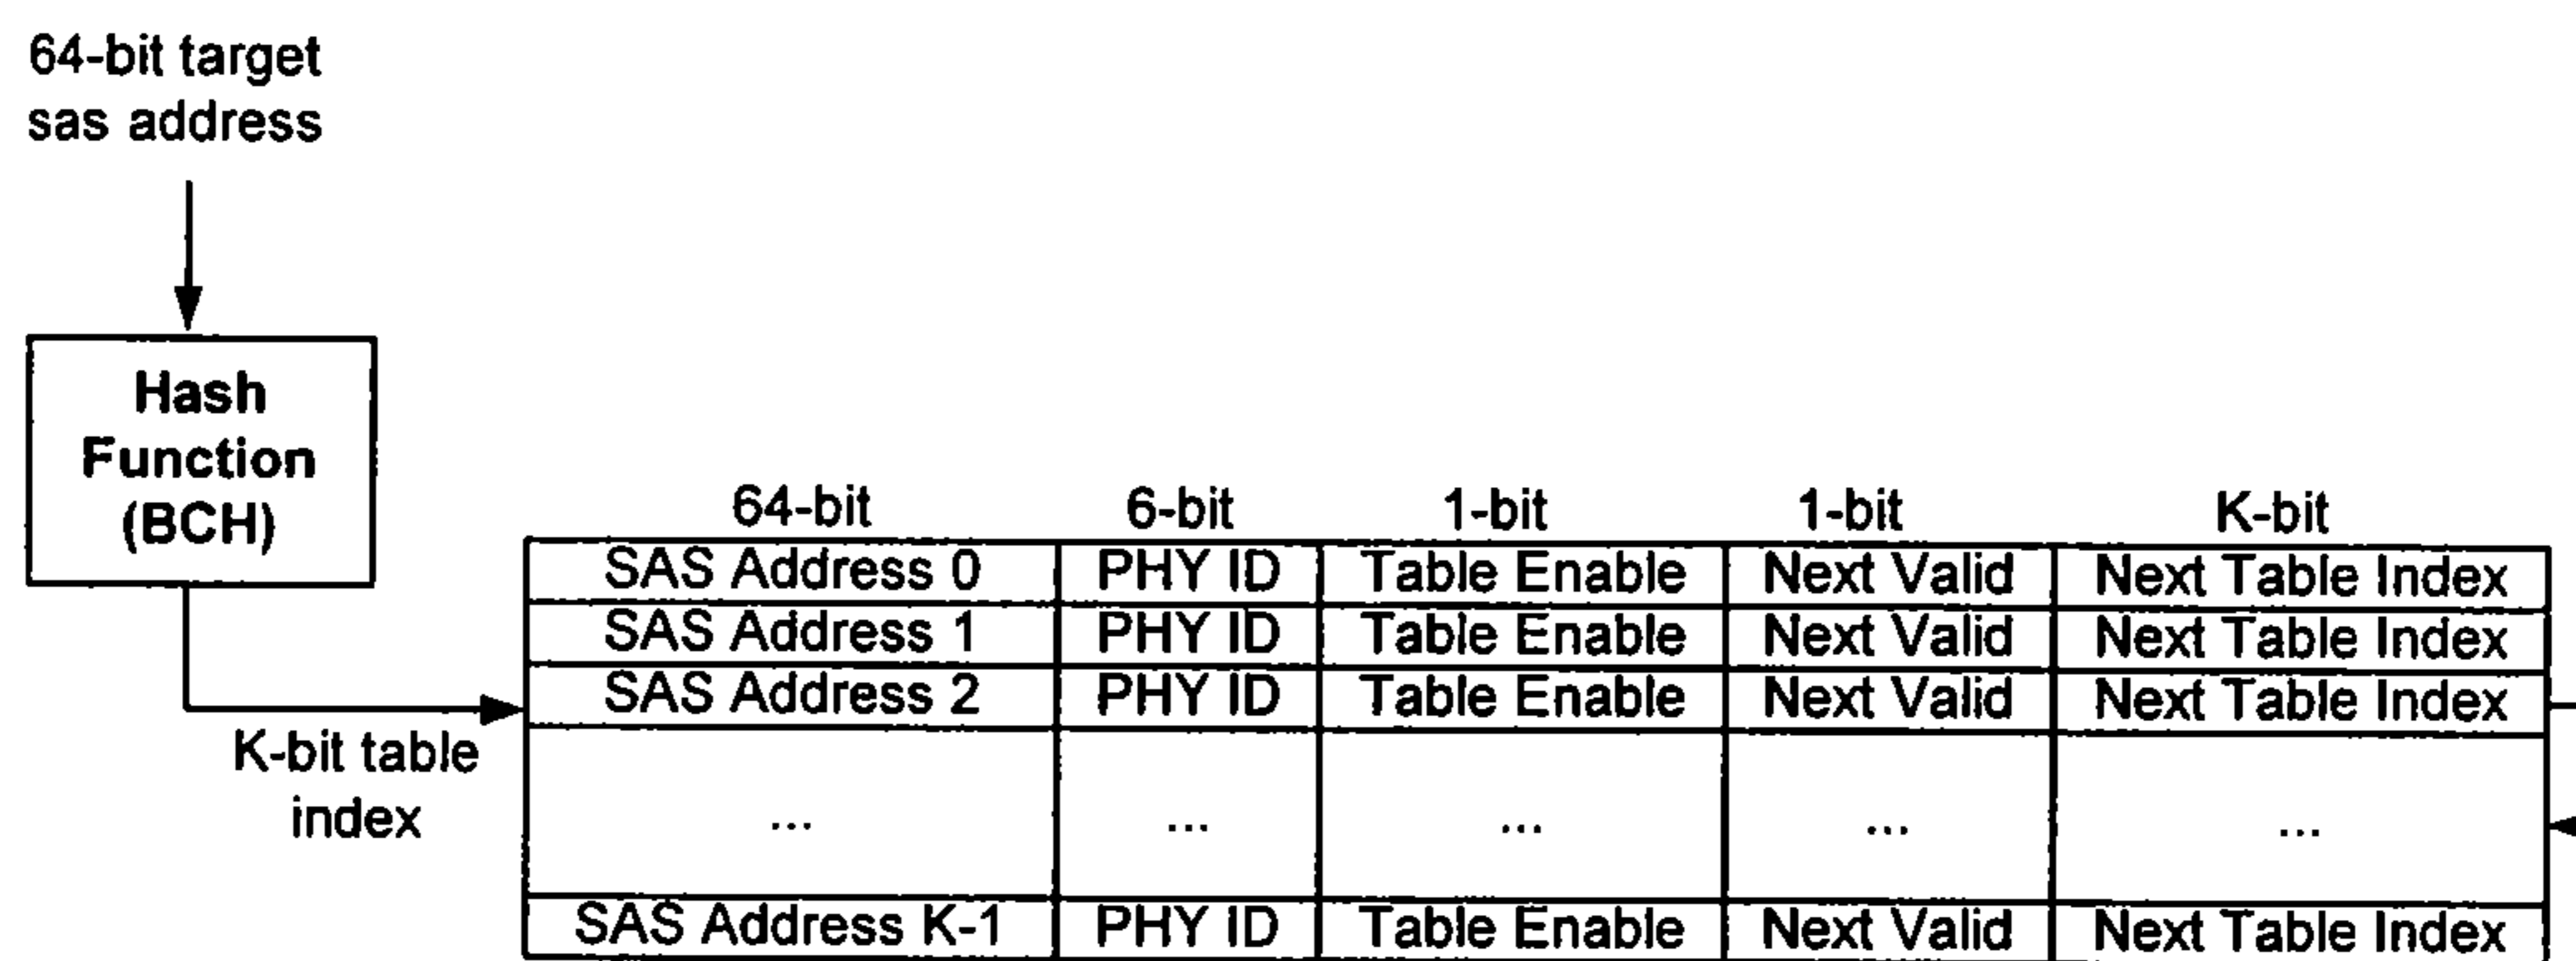 64-bit target
sas address
Hash
Function
(BCH)
K-bit table
index
64-bit 6-bit 1-bit 1-bit K-bit
SAS Address 0 PHY ID Table Enable Next Valid Next Table Index
SAS Address 1 PHY ID Table Enable Next Valid Next Table Index
SAS Address 2 PHY ID Table Enable Next Valid Next Table Index
... ... ... ... ...
SAS Address K-1 PHY ID Table Enable Next Valid Next Table Index